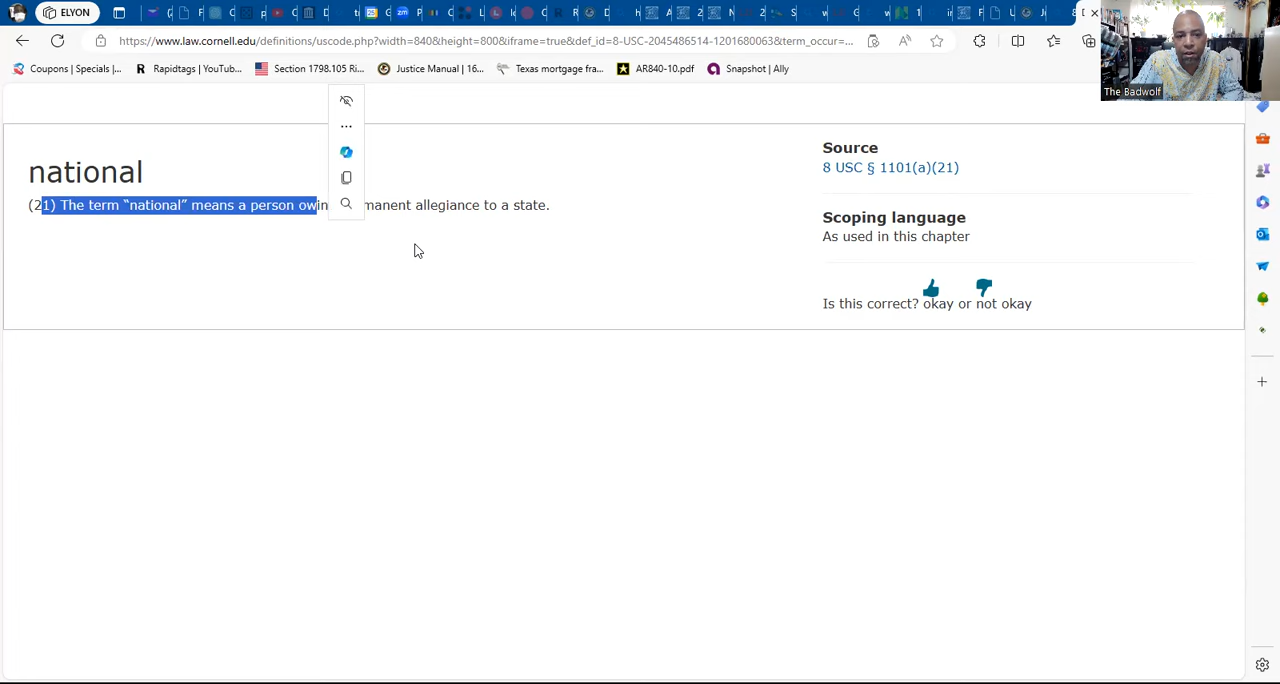 ELYON
https://www.law.cornell.edu/definitions/uscode.php?width=840&height=800&iframe=true&def_id=8-USC-2045486514-1201680063&term_occur=...
Coupons | Specials |...
Rapidtags | YouTub...
Section 1798.105 Ri...
Justice Manual | 16...
Texas mortgage fra...
AR840-10.pdf
Snapshot | Ally
The Badwolf
national
(21) The term “national” means a person owin manent allegiance to a state.
Source
8 USC § 1101(a)(21)
Scoping language
As used in this chapter
Is this correct? okay or not okay